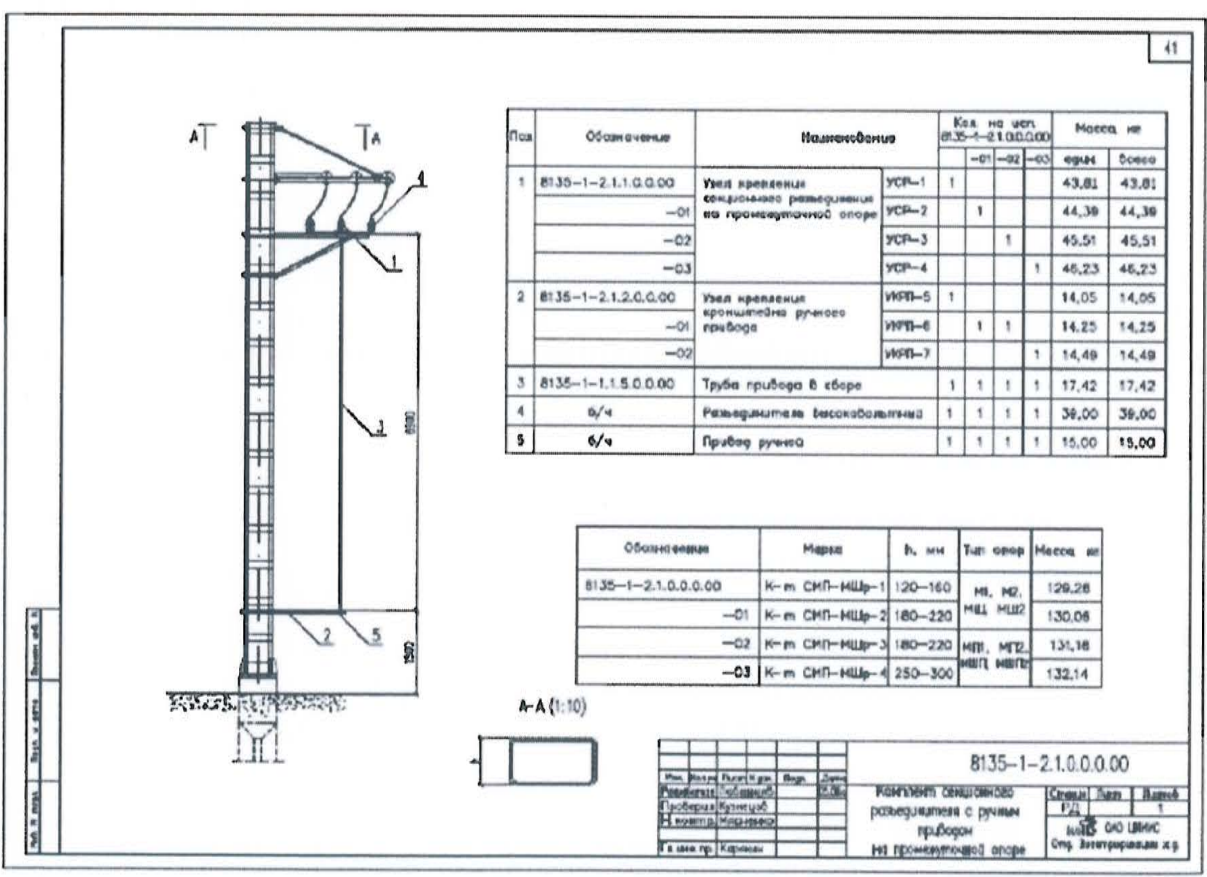 41
А А
4
1
3
6500
2 5
1500
А-А (1:10)
Поз Обозначение Наименование Кол. на исп. 8135-1-2.1.0.0.00 Масса, кг
-01 -02 -03 един. всего
1 8135-1-2.1.1.0.0.00 Узел крепления секционного разъединителя на промежуточной опоре УСР-1 1 43,81 43,81
-01 УСР-2 1 44,39 44,39
-02 УСР-3 1 45,51 45,51
-03 УСР-4 1 46,23 46,23
2 8135-1-2.1.2.0.0.00 Узел крепления кронштейна ручного привода УКРП-5 1 14,05 14,05
-01 УКРП-6 1 1 14,25 14,25
-02 УКРП-7 1 14,49 14,49
3 8135-1-1.1.5.0.0.00 Труба привода в сборе 1 1 1 1 17,42 17,42
4 б/ч Разъединитель высоковольтный 1 1 1 1 39,00 39,00
5 б/ч Привод ручной 1 1 1 1 15,00 15,00
Обозначение Марка h, мм Тип опор Масса кг
8135-1-2.1.0.0.0.00 К-т СМП-МШр-1 120-160 М1, М2, МШ1 МШ2 129,28
-01 К-т СМП-МШр-2 180-220 130,06
-02 К-т СМП-МШр-3 180-220 МП1, МП2, 131,18
-03 К-т СМП-МШр-4 250-300 132,14
8135-1-2.1.0.0.0.00
Комплект секционного
разъединителя с ручным
приводом
на промежуточной опоре
Стадия Лист Листов
РД 1
ОАО ЦНИИС
Проверил Кузнецов
Н. контр.